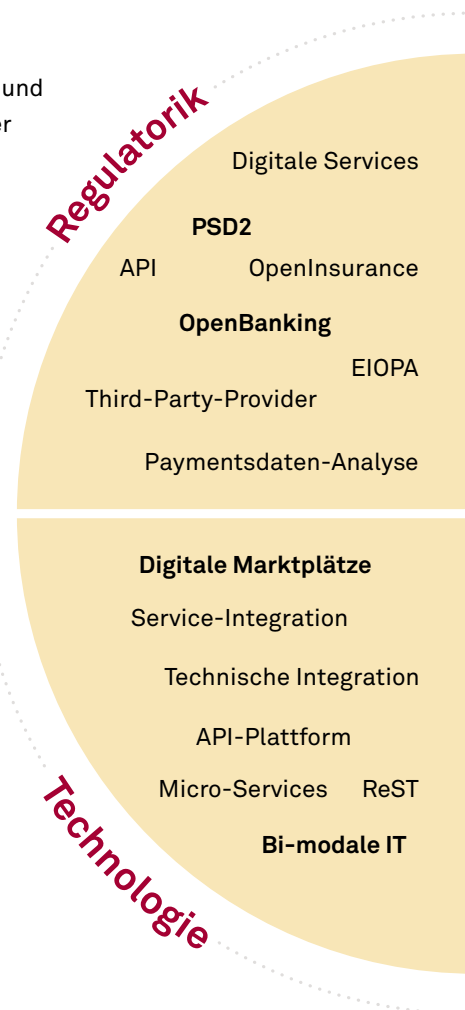 und
er
Regulatorik
Digitale Services
PSD2
API OpenInsurance
OpenBanking
EIOPA
Third-Party-Provider
Paymentsdaten-Analyse
Digitale Marktplätze
Service-Integration
Technische Integration
API-Plattform
Micro-Services ReST
Bi-modale IT
Technologie